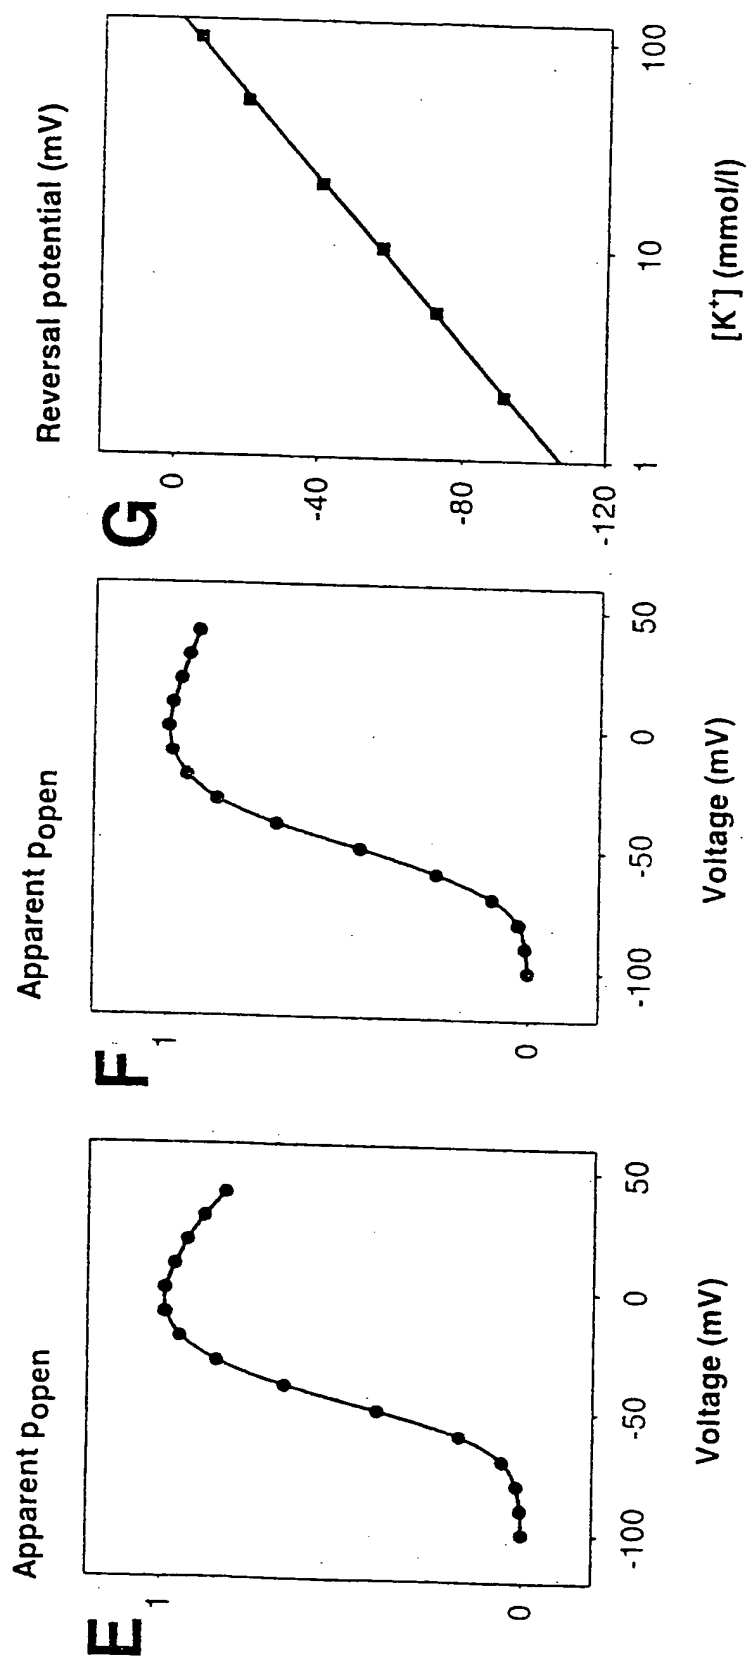 E
Apparent popen
1
0
-100
-50
0
50
Voltage (mV)
F
Apparent popen
1
0
-100
-50
0
50
Voltage (mV)
G
Reversal potential (mV)
0
-40
-80
-120
1
10
100
[K⁺] (mmol/l)